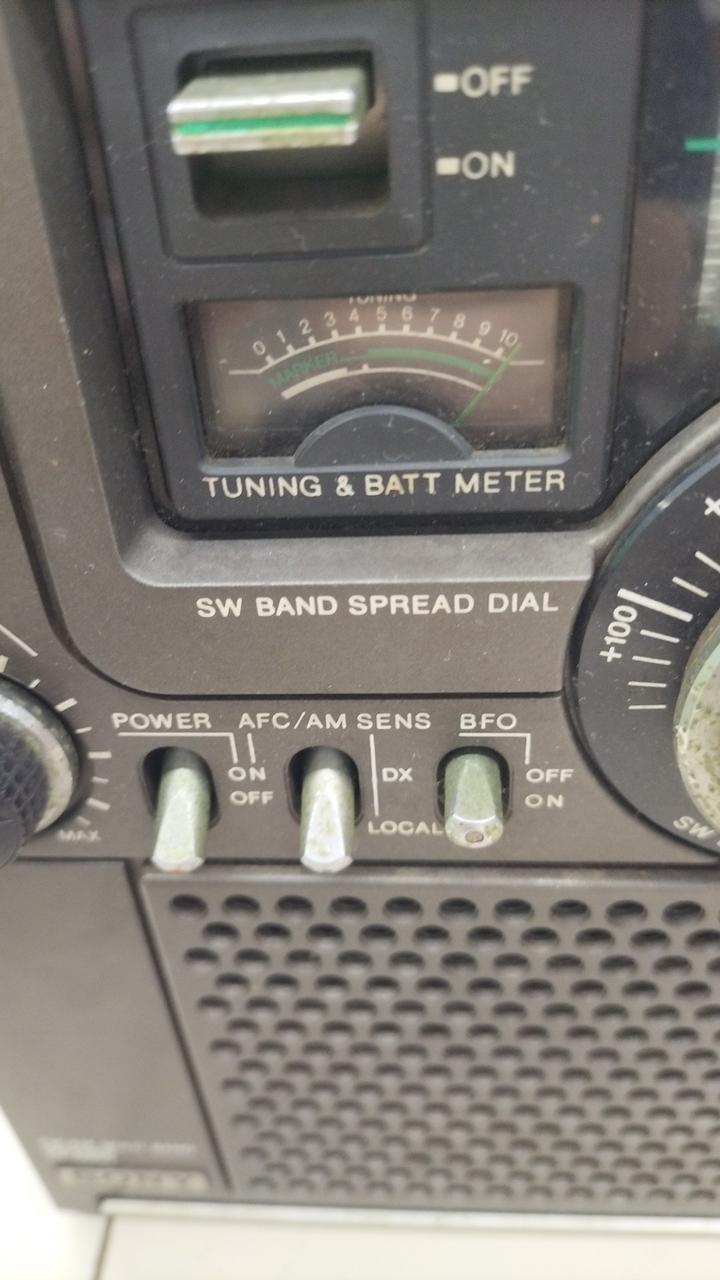 OFF
ON
TUNING
0 1 2 3 4 5 6 7 8 9 10
MARKER
TUNING & BATT METER
SW BAND SPREAD DIAL
+100
POWER AFC/AM SENS BFO
ON DX OFF
OFF LOCAL ON
MAX
SONY